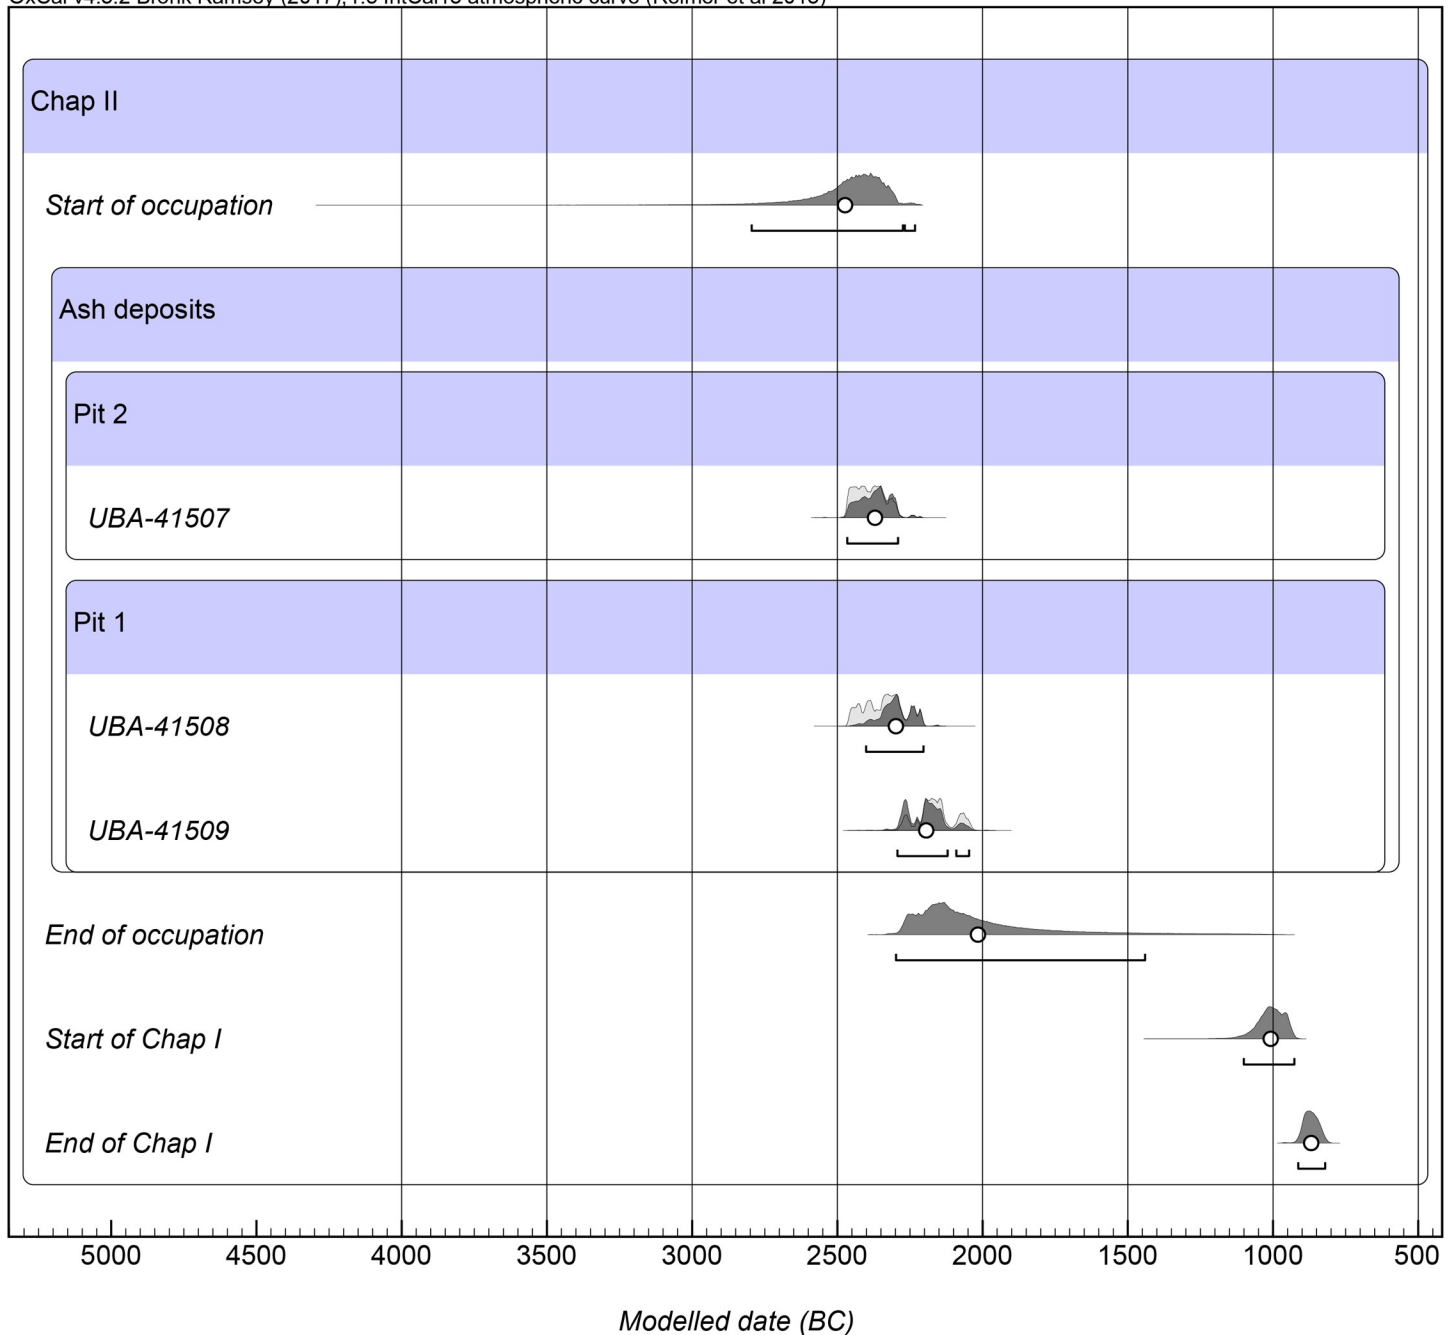 Chap II
Start of occupation
Ash deposits
Pit 2
UBA-41507
Pit 1
UBA-41508
UBA-41509
End of occupation
Start of Chap I
End of Chap I
5000 4500 4000 3500 3000 2500 2000 1500 1000 500
Modelled date (BC)